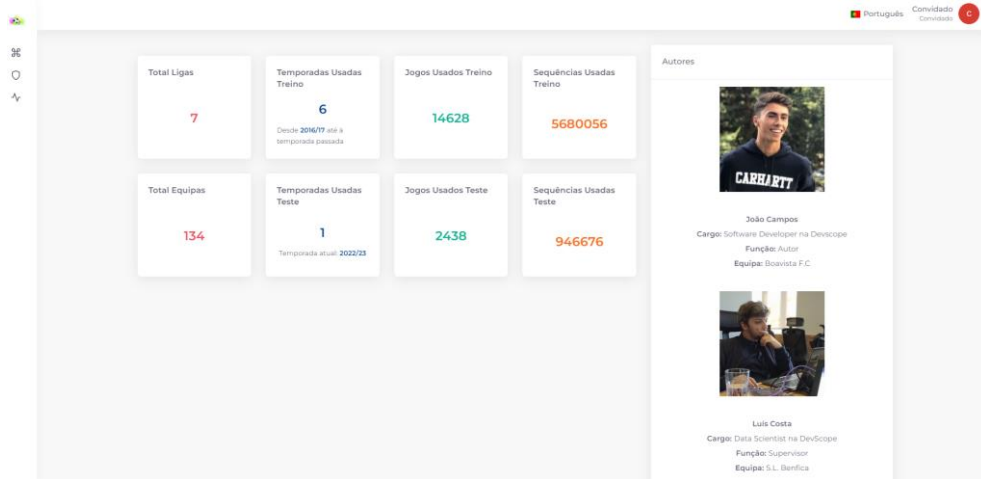 Português
Convidado
Convidado
C
Total Ligas
7
Temporadas Usadas
Treino
6
Desde 2016/17 até à
temporada passada
Jogos Usados Treino
14628
Sequências Usadas
Treino
5680056
Total Equipas
134
Temporadas Usadas
Teste
1
Temporada atual: 2022/23
Jogos Usados Teste
2438
Sequências Usadas
Teste
946676
Autores
CARHARTT
João Campos
Cargo: Software Developer na Devscope
Função: Autor
Equipa: Boavista F.C.
Luís Costa
Cargo: Data Scientist na DevScope
Função: Supervisor
Equipa: S.L. Benfica